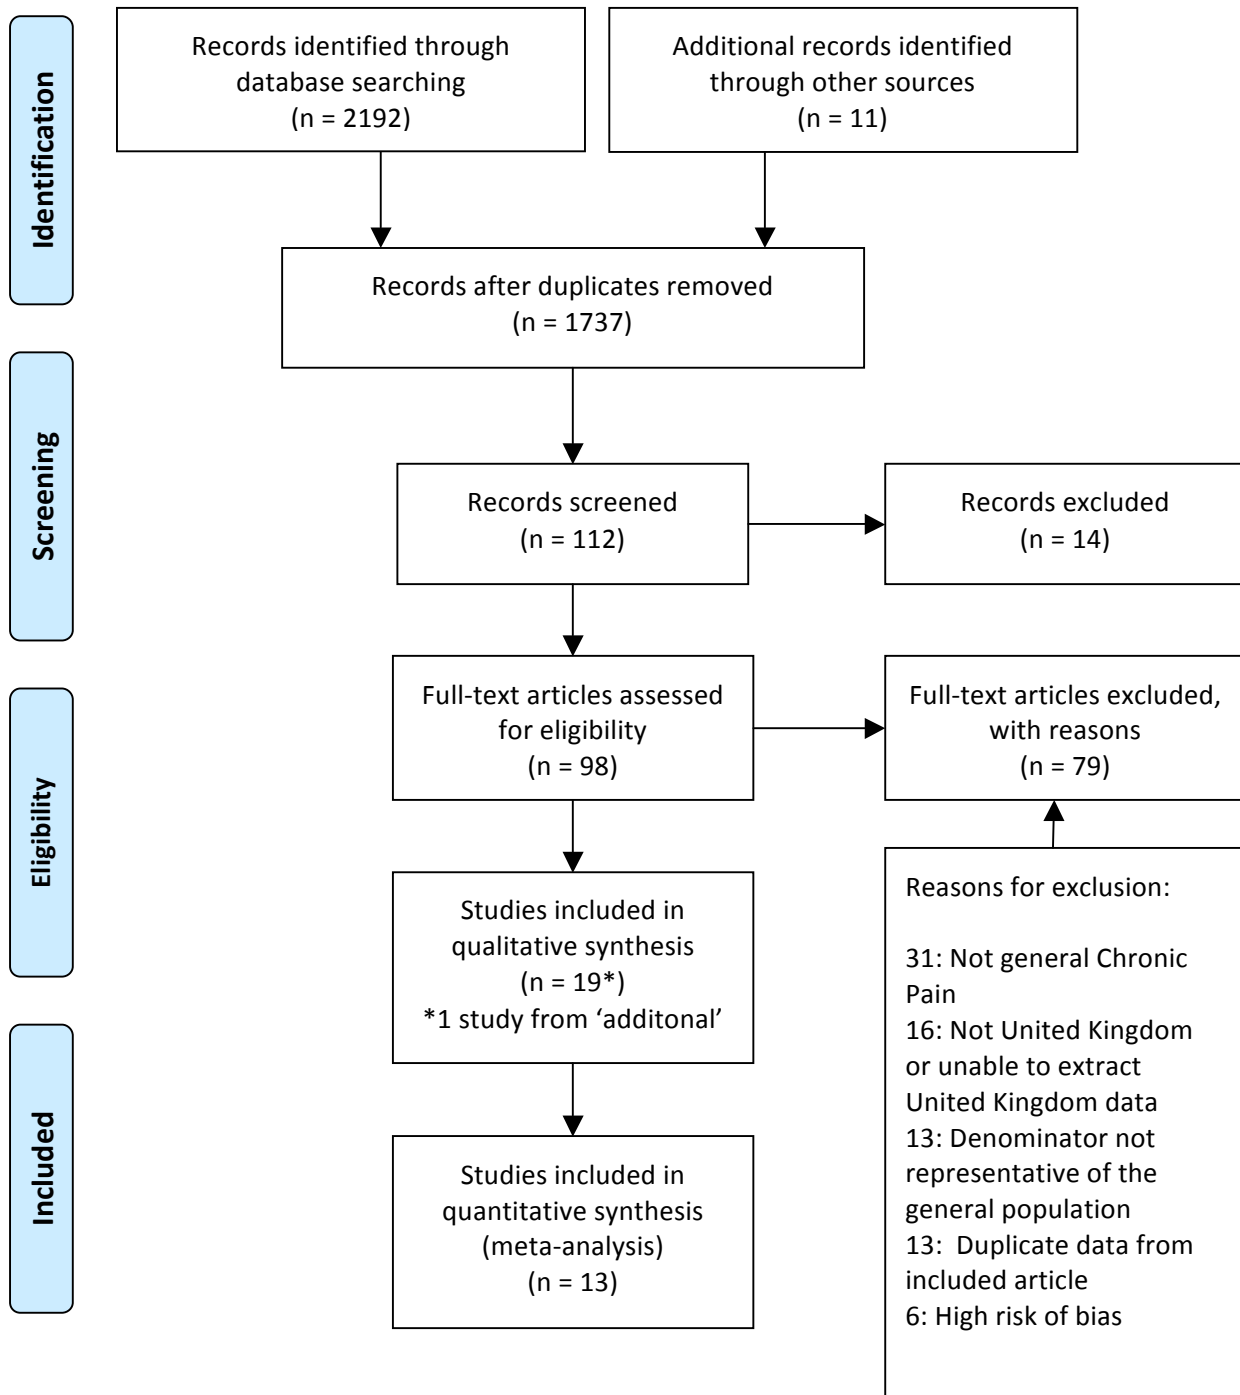 Identification
Records identified through
database searching
(n = 2192)
Additional records identified
through other sources
(n = 11)
Records after duplicates removed
(n = 1737)
Screening
Records screened
(n = 112)
Records excluded
(n = 14)
Eligibility
Full-text articles assessed
for eligibility
(n = 98)
Full-text articles excluded,
with reasons
(n = 79)
Studies included in
qualitative synthesis
(n = 19*)
*1 study from ‘additonal’
Reasons for exclusion:
31: Not general Chronic
Pain
16: Not United Kingdom
or unable to extract
United Kingdom data
13: Denominator not
representative of the
general population
13:  Duplicate data from
included article
6: High risk of bias
Included
Studies included in
quantitative synthesis
(meta-analysis)
(n = 13)